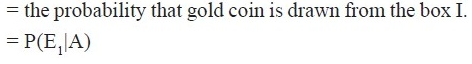 = the probability that gold coin is drawn from the box I.
= P(E₁|A)